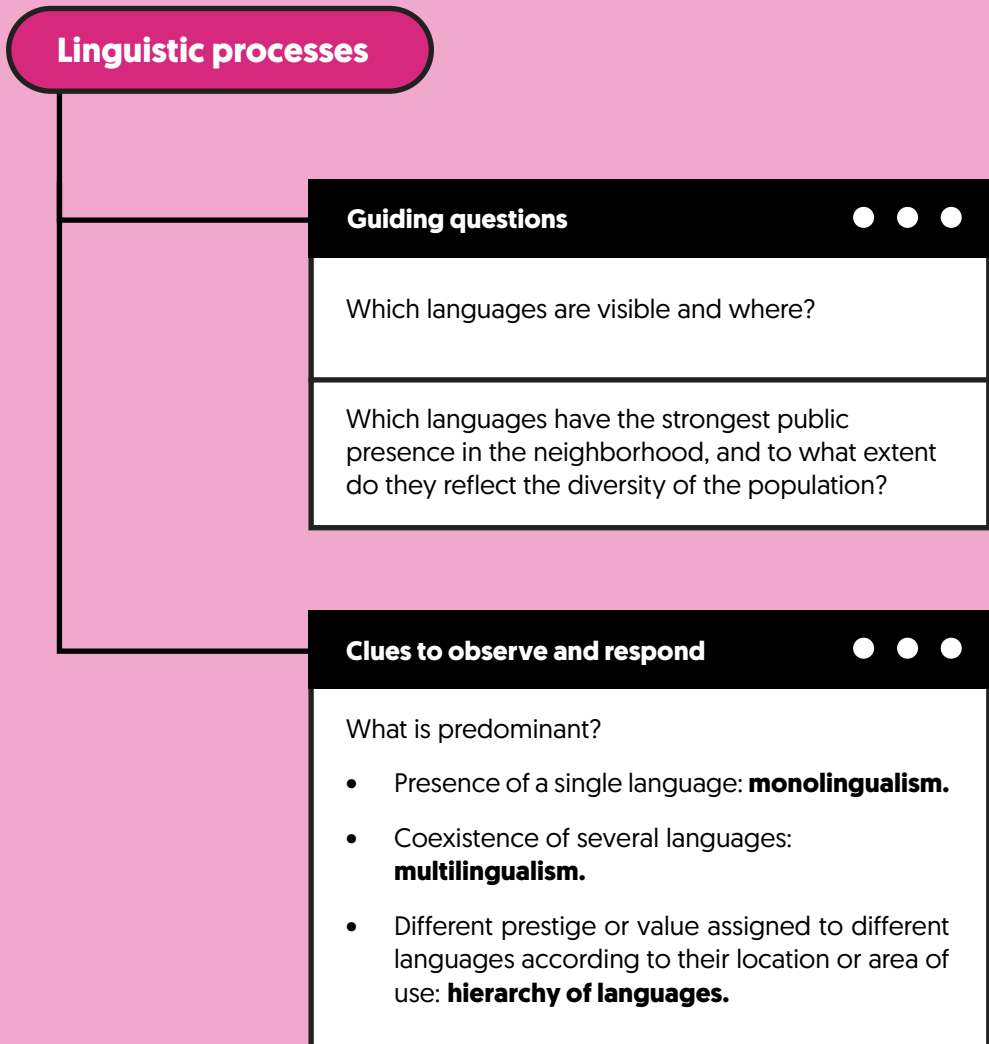 Linguistic processes
Guiding questions
Which languages are visible and where?
Which languages have the strongest public
presence in the neighborhood, and to what extent
do they reflect the diversity of the population?
Clues to observe and respond
What is predominant?
• Presence of a single language: monolingualism.
• Coexistence of several languages:
multilingualism.
• Different prestige or value assigned to different
languages according to their location or area of
use: hierarchy of languages.